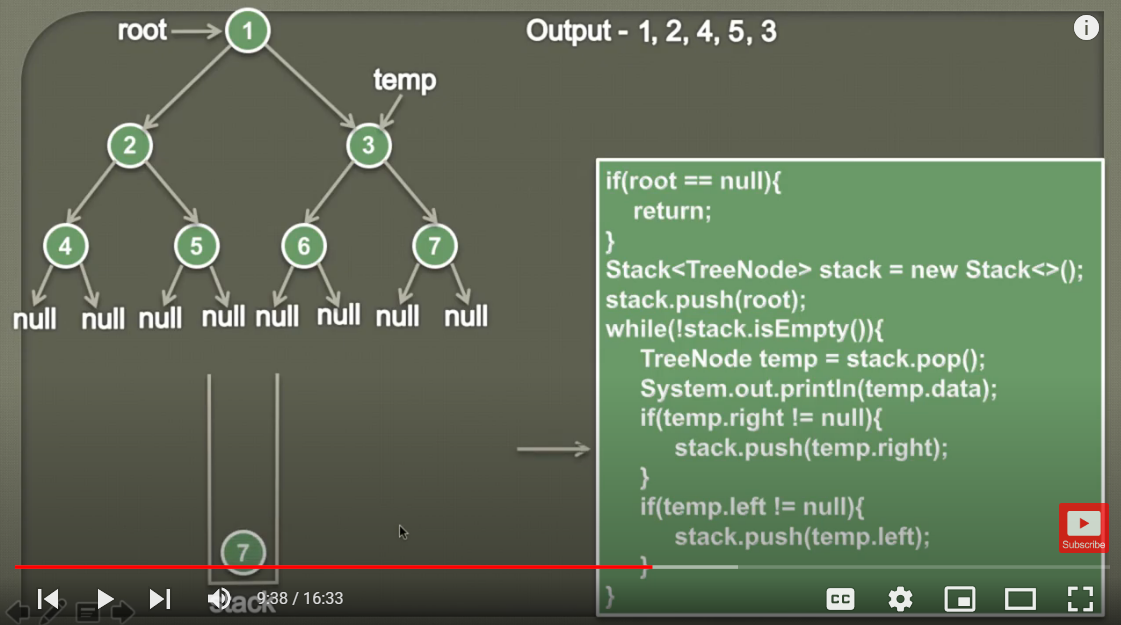 root
1
Output - 1, 2, 4, 5, 3
i
temp
2
3
4
5
6
7
null null null null null null null null
if(root == null){
return;
}
Stack<TreeNode> stack = new Stack<>();
stack.push(root);
while(!stack.isEmpty()){
TreeNode temp = stack.pop();
System.out.println(temp.data);
if(temp.right != null){
stack.push(temp.right);
}
if(temp.left != null){
stack.push(temp.left);
}
}
7
stack
Subscribe
9:38 / 16:33
CC